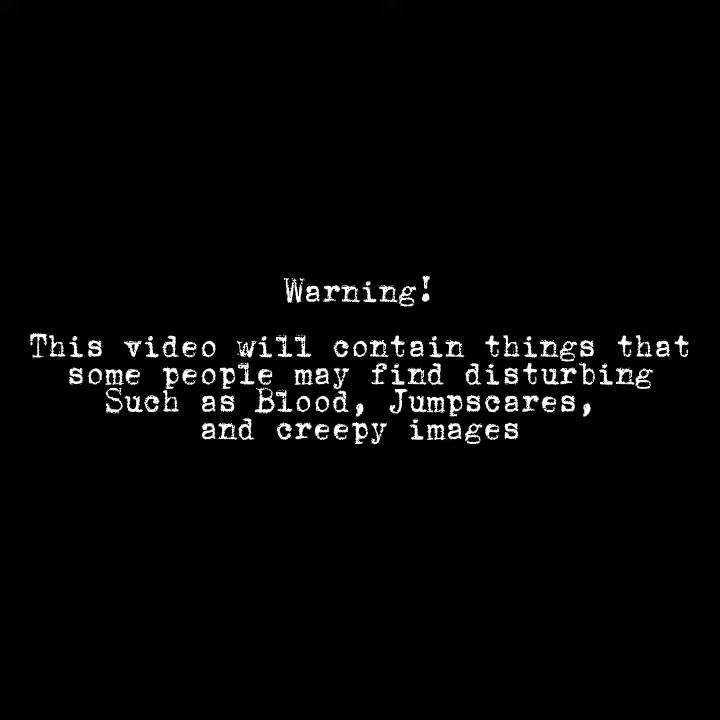 Warning!
This video will contain things that
some people may find disturbing
Such as Blood, Jumpscares,
and creepy images